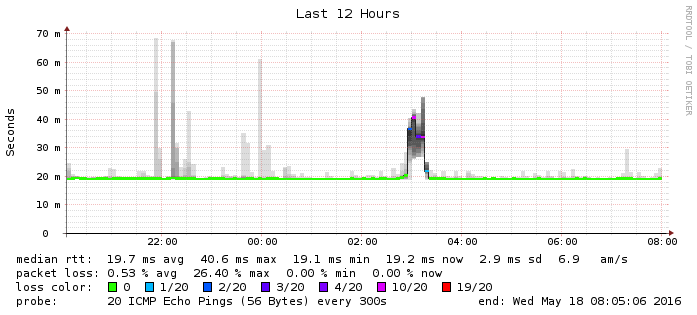 Last 12 Hours
RRDTOOL / TOBI OETIKER
Seconds
70 m
60 m
50 m
40 m
30 m
20 m
10 m
0
22:00 00:00 02:00 04:00 06:00 08:00
median rtt: 19.7 ms avg 40.6 ms max 19.1 ms min 19.2 ms now 2.9 ms sd 6.9 am/s
packet loss: 0.53 % avg 26.40 % max 0.00 % min 0.00 % now
loss color: 0 1/20 2/20 3/20 4/20 10/20 19/20
probe: 20 ICMP Echo Pings (56 Bytes) every 300s end: Wed May 18 08:05:06 2016